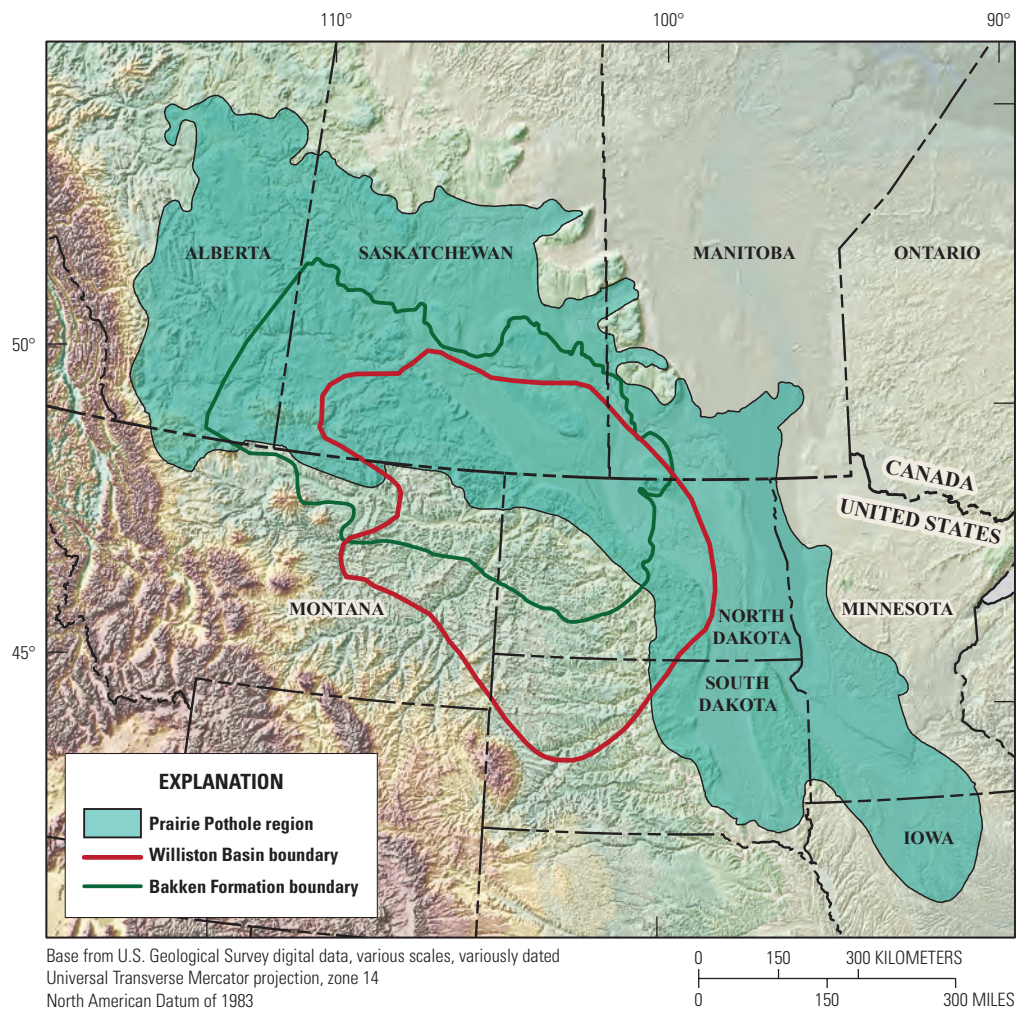 110°
100°
90°
ALBERTA
SASKATCHEWAN
MANITOBA
ONTARIO
50°
CANADA
UNITED STATES
MONTANA
NORTH
DAKOTA
MINNESOTA
45°
SOUTH
DAKOTA
IOWA
EXPLANATION
Prairie Pothole region
Williston Basin boundary
Bakken Formation boundary
Base from U.S. Geological Survey digital data, various scales, variously dated
Universal Transverse Mercator projection, zone 14
North American Datum of 1983
0 150 300 KILOMETERS
0 150 300 MILES